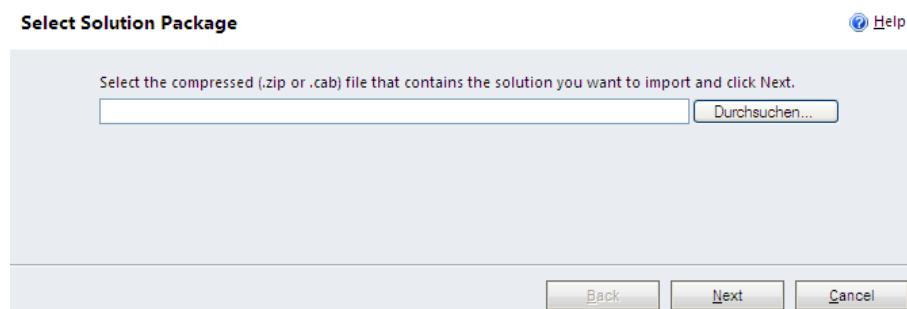 Select Solution Package
Help
Select the compressed (.zip or .cab) file that contains the solution you want to import and click Next.
Durchsuchen...
Back Next Cancel